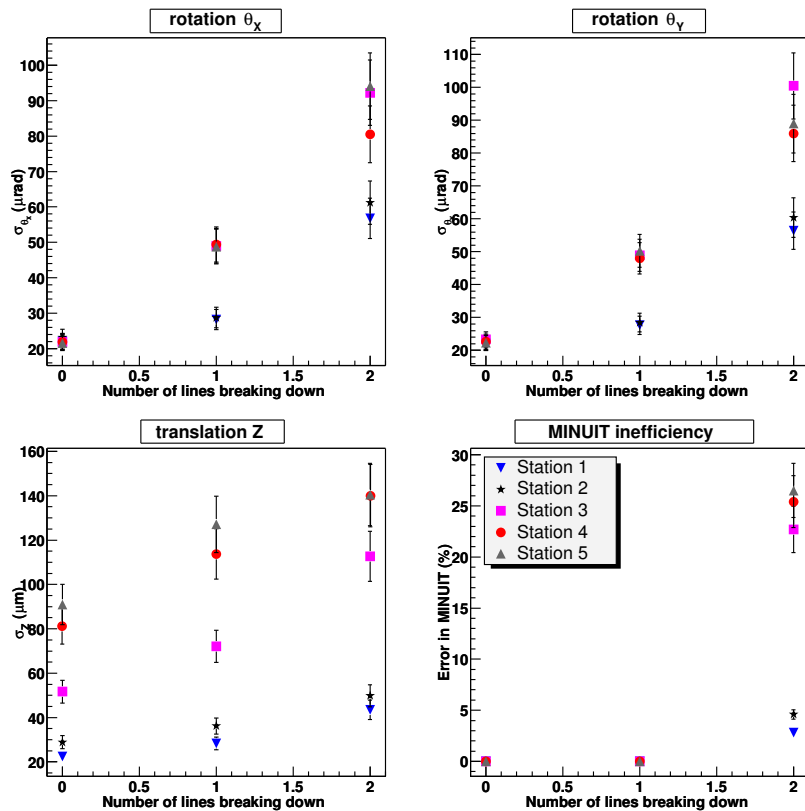 rotation θX
σθX (μrad)
100
90
80
70
60
50
40
30
20
0 0.5 1 1.5 2
Number of lines breaking down
rotation θY
σθY (μrad)
110
100
90
80
70
60
50
40
30
20
0 0.5 1 1.5 2
Number of lines breaking down
translation Z
σZ (μm)
160
140
120
100
80
60
40
20
0 0.5 1 1.5 2
Number of lines breaking down
MINUIT inefficiency
Error in MINUIT (%)
30
25
20
15
10
5
0
Station 1
Station 2
Station 3
Station 4
Station 5
0 0.5 1 1.5 2
Number of lines breaking down